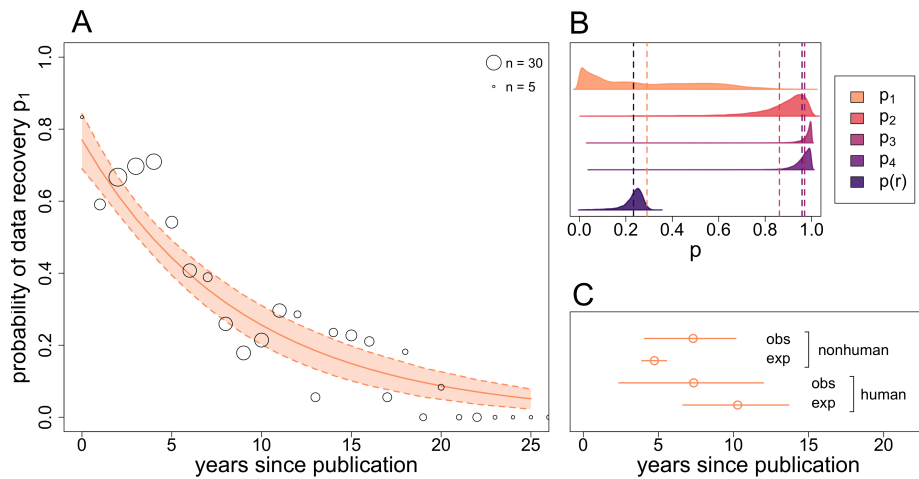 A
probability of data recovery p1
1.0
0.8
0.6
0.4
0.2
0.0
n = 30
n = 5
0 5 10 15 20 25
years since publication
B
p1
p2
p3
p4
p(r)
0.0 0.2 0.4 0.6 0.8 1.0
p
C
obs
exp
nonhuman
obs
exp
human
0 5 10 15 20
years since publication